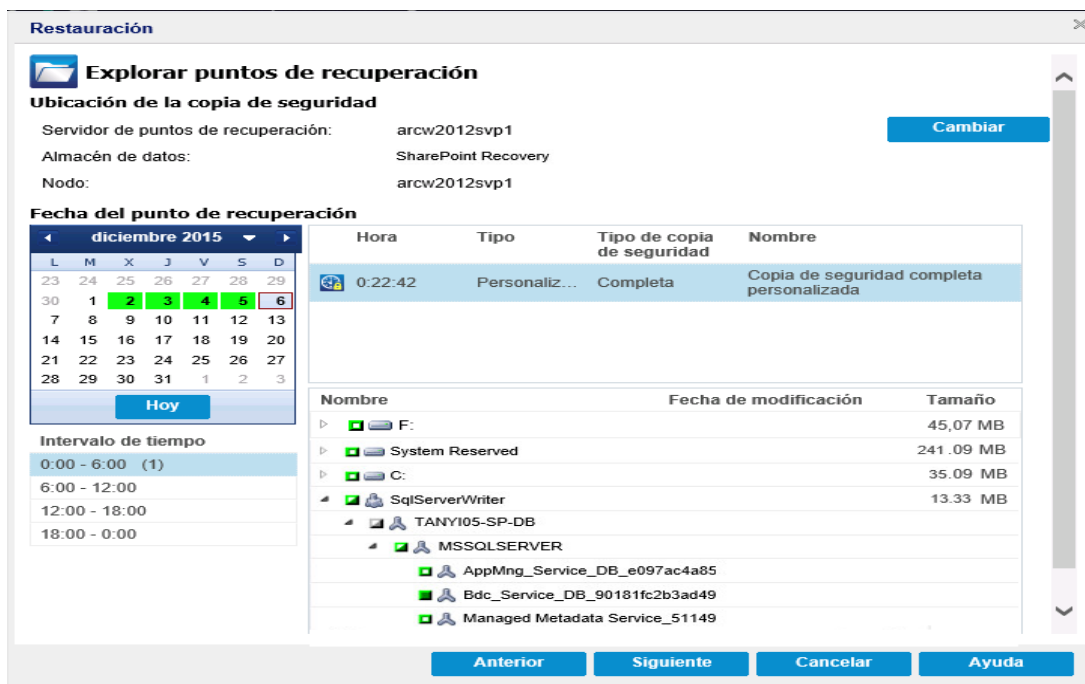 Restauración
Explorar puntos de recuperación
Ubicación de la copia de seguridad
Servidor de puntos de recuperación: arcw2012svp1
Cambiar
Almacén de datos: SharePoint Recovery
Nodo: arcw2012svp1
Fecha del punto de recuperación
diciembre 2015
L M X J V S D
23 24 25 26 27 28 29
30 1 2 3 4 5 6
7 8 9 10 11 12 13
14 15 16 17 18 19 20
21 22 23 24 25 26 27
28 29 30 31 1 2 3
Hoy
Intervalo de tiempo
0:00 - 6:00 (1)
6:00 - 12:00
12:00 - 18:00
18:00 - 0:00
Hora Tipo Tipo de copia de seguridad Nombre
0:22:42 Personaliz... Completa Copia de seguridad completa personalizada
Nombre Fecha de modificación Tamaño
F: 45,07 MB
System Reserved 241.09 MB
C: 35.09 MB
SqlServerWriter 13.33 MB
TANYI05-SP-DB
MSSQLSERVER
AppMng_Service_DB_e097ac4a85
Bdc_Service_DB_90181fc2b3ad49
Managed Metadata Service_51149
Anterior Siguiente Cancelar Ayuda